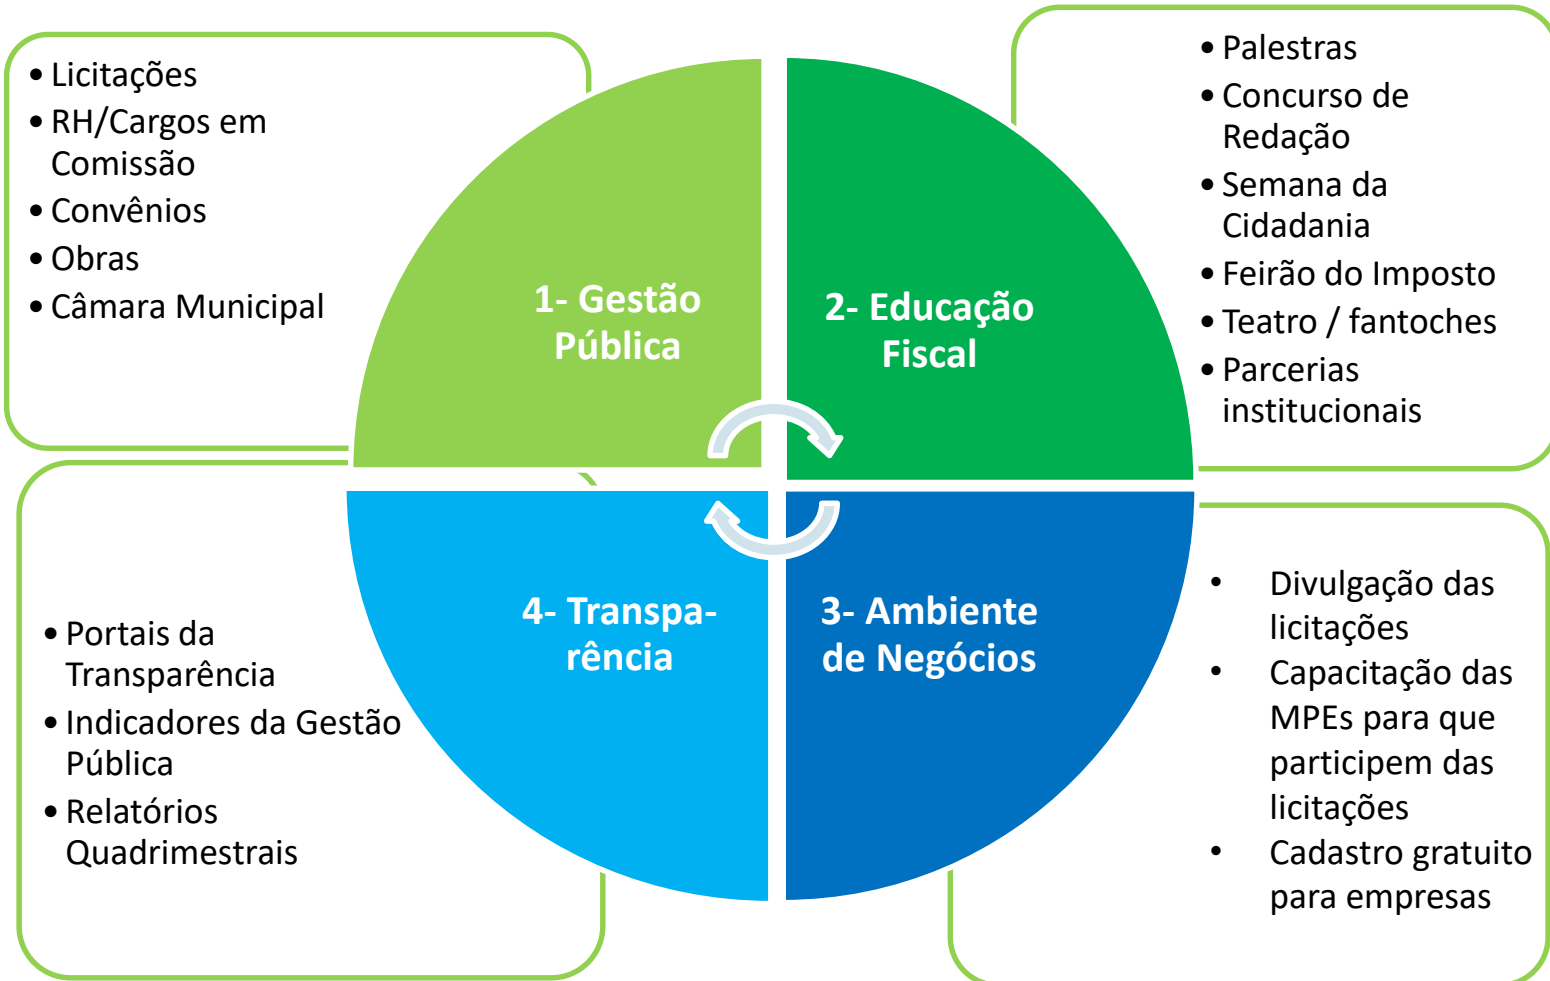 • Licitações
• RH/Cargos em
Comissão
• Convênios
• Obras
• Câmara Municipal
1- Gestão
Pública
2- Educação
Fiscal
• Palestras
• Concurso de
Redação
• Semana da
Cidadania
• Feirão do Imposto
• Teatro / fantoches
• Parcerias
institucionais
• Portais da
Transparência
• Indicadores da Gestão
Pública
• Relatórios
Quadrimestrais
4- Transpa-
rência
3- Ambiente
de Negócios
• Divulgação das
licitações
• Capacitação das
MPEs para que
participem das
licitações
• Cadastro gratuito
para empresas